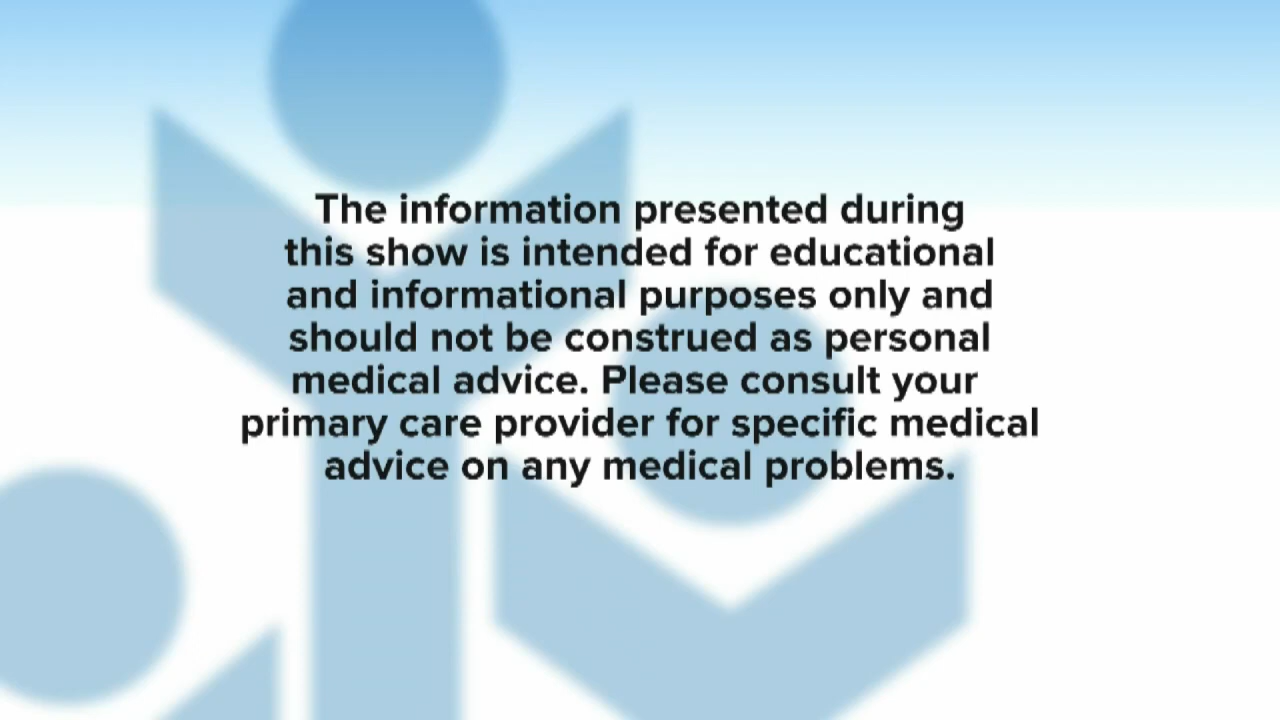 The information presented during
this show is intended for educational
and informational purposes only and
should not be construed as personal
medical advice. Please consult your
primary care provider for specific medical
advice on any medical problems.